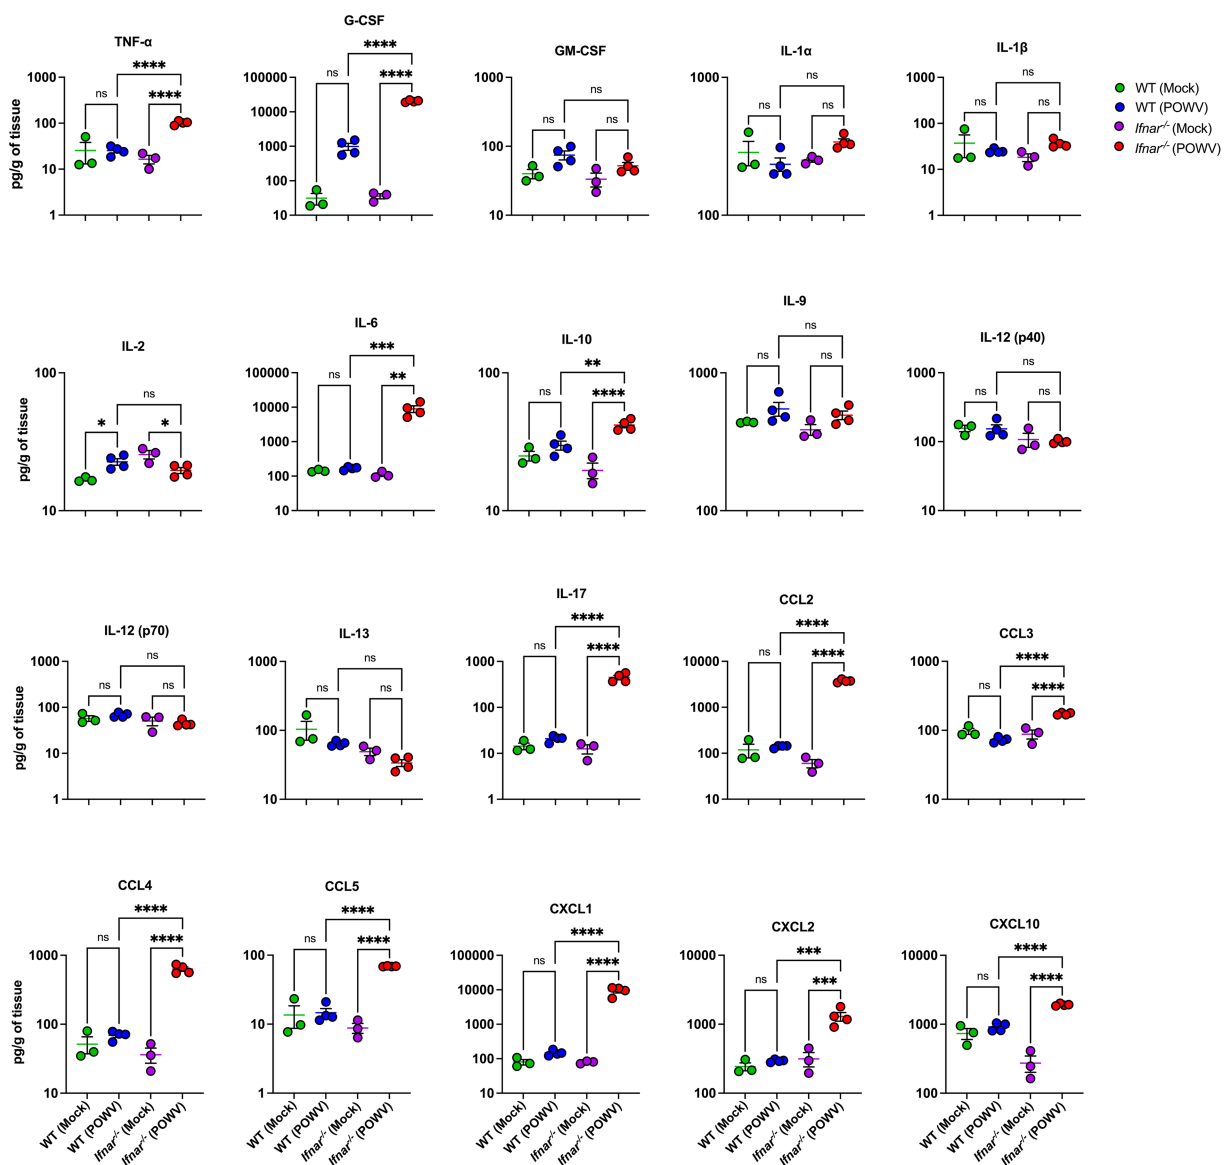 TNF-α
G-CSF
GM-CSF
IL-1α
IL-1β
pg/g of tissue
1000
100
10
1
ns
****
****
100000
10000
1000
100
10
ns
****
****
1000
100
10
ns
ns
ns
1000
100
ns
ns
ns
1000
100
10
1
ns
ns
ns
WT (Mock)
WT (POWV)
Ifnar-/- (Mock)
Ifnar-/- (POWV)
IL-2
IL-6
IL-10
IL-9
IL-12 (p40)
pg/g of tissue
100
10
*
ns
*
100000
10000
1000
100
10
ns
***
**
100
10
ns
**
****
1000
100
ns
ns
ns
1000
100
10
ns
ns
ns
IL-12 (p70)
IL-13
IL-17
CCL2
CCL3
pg/g of tissue
1000
100
10
1
ns
ns
ns
1000
100
10
ns
ns
ns
1000
100
10
1
ns
****
****
10000
1000
100
10
ns
****
****
1000
100
10
ns
****
****
CCL4
CCL5
CXCL1
CXCL2
CXCL10
pg/g of tissue
1000
100
10
ns
****
****
100
10
1
ns
****
****
100000
10000
1000
100
10
ns
****
****
10000
1000
100
ns
***
***
10000
1000
100
ns
****
****
WT (Mock)
WT (POWV)
Ifnar-/- (Mock)
Ifnar-/- (POWV)
WT (Mock)
WT (POWV)
Ifnar-/- (Mock)
Ifnar-/- (POWV)
WT (Mock)
WT (POWV)
Ifnar-/- (Mock)
Ifnar-/- (POWV)
WT (Mock)
WT (POWV)
Ifnar-/- (Mock)
Ifnar-/- (POWV)
WT (Mock)
WT (POWV)
Ifnar-/- (Mock)
Ifnar-/- (POWV)